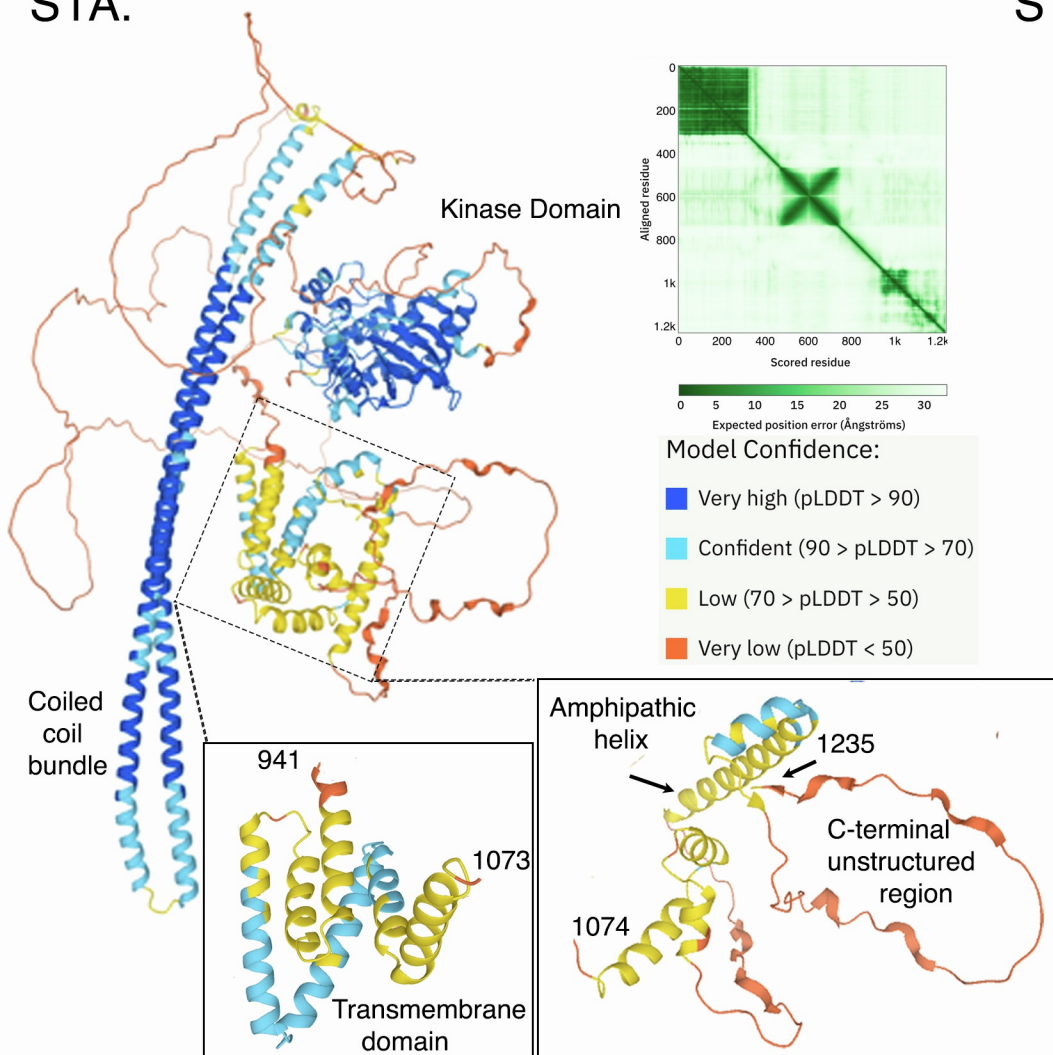 STA.
S
0
200
400
600
800
1k
1.2k
Aligned residue
0 200 400 600 800 1k 1.2k
Scored residue
0 5 10 15 20 25 30
Expected position error (Ångströms)
Kinase Domain
Model Confidence:
Very high (pLDDT > 90)
Confident (90 > pLDDT > 70)
Low (70 > pLDDT > 50)
Very low (pLDDT < 50)
Coiled
coil
bundle
941
1073
Transmembrane
domain
Amphipathic
helix
1235
C-terminal
unstructured
region
1074